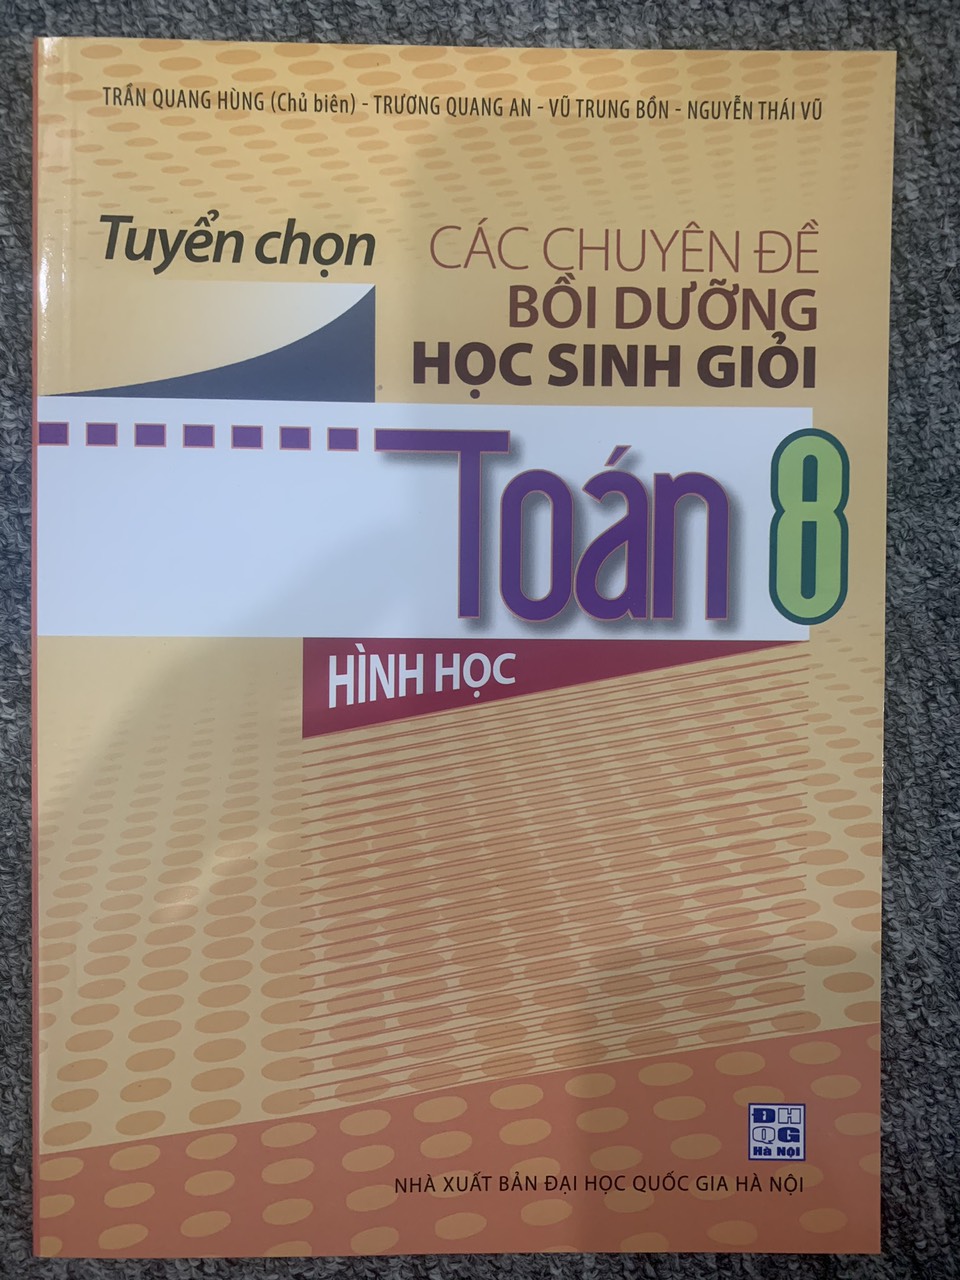 TRẦN QUANG HÙNG (Chủ biên) - TRƯƠNG QUANG AN - VŨ TRUNG BỒN - NGUYỄN THÁI VŨ
Tuyển chọn
CÁC CHUYÊN ĐỀ
BỒI DƯỠNG
HỌC SINH GIỎI
Toán 8
HÌNH HỌC
ĐH
QG
Hà Nội
NHÀ XUẤT BẢN ĐẠI HỌC QUỐC GIA HÀ NỘI